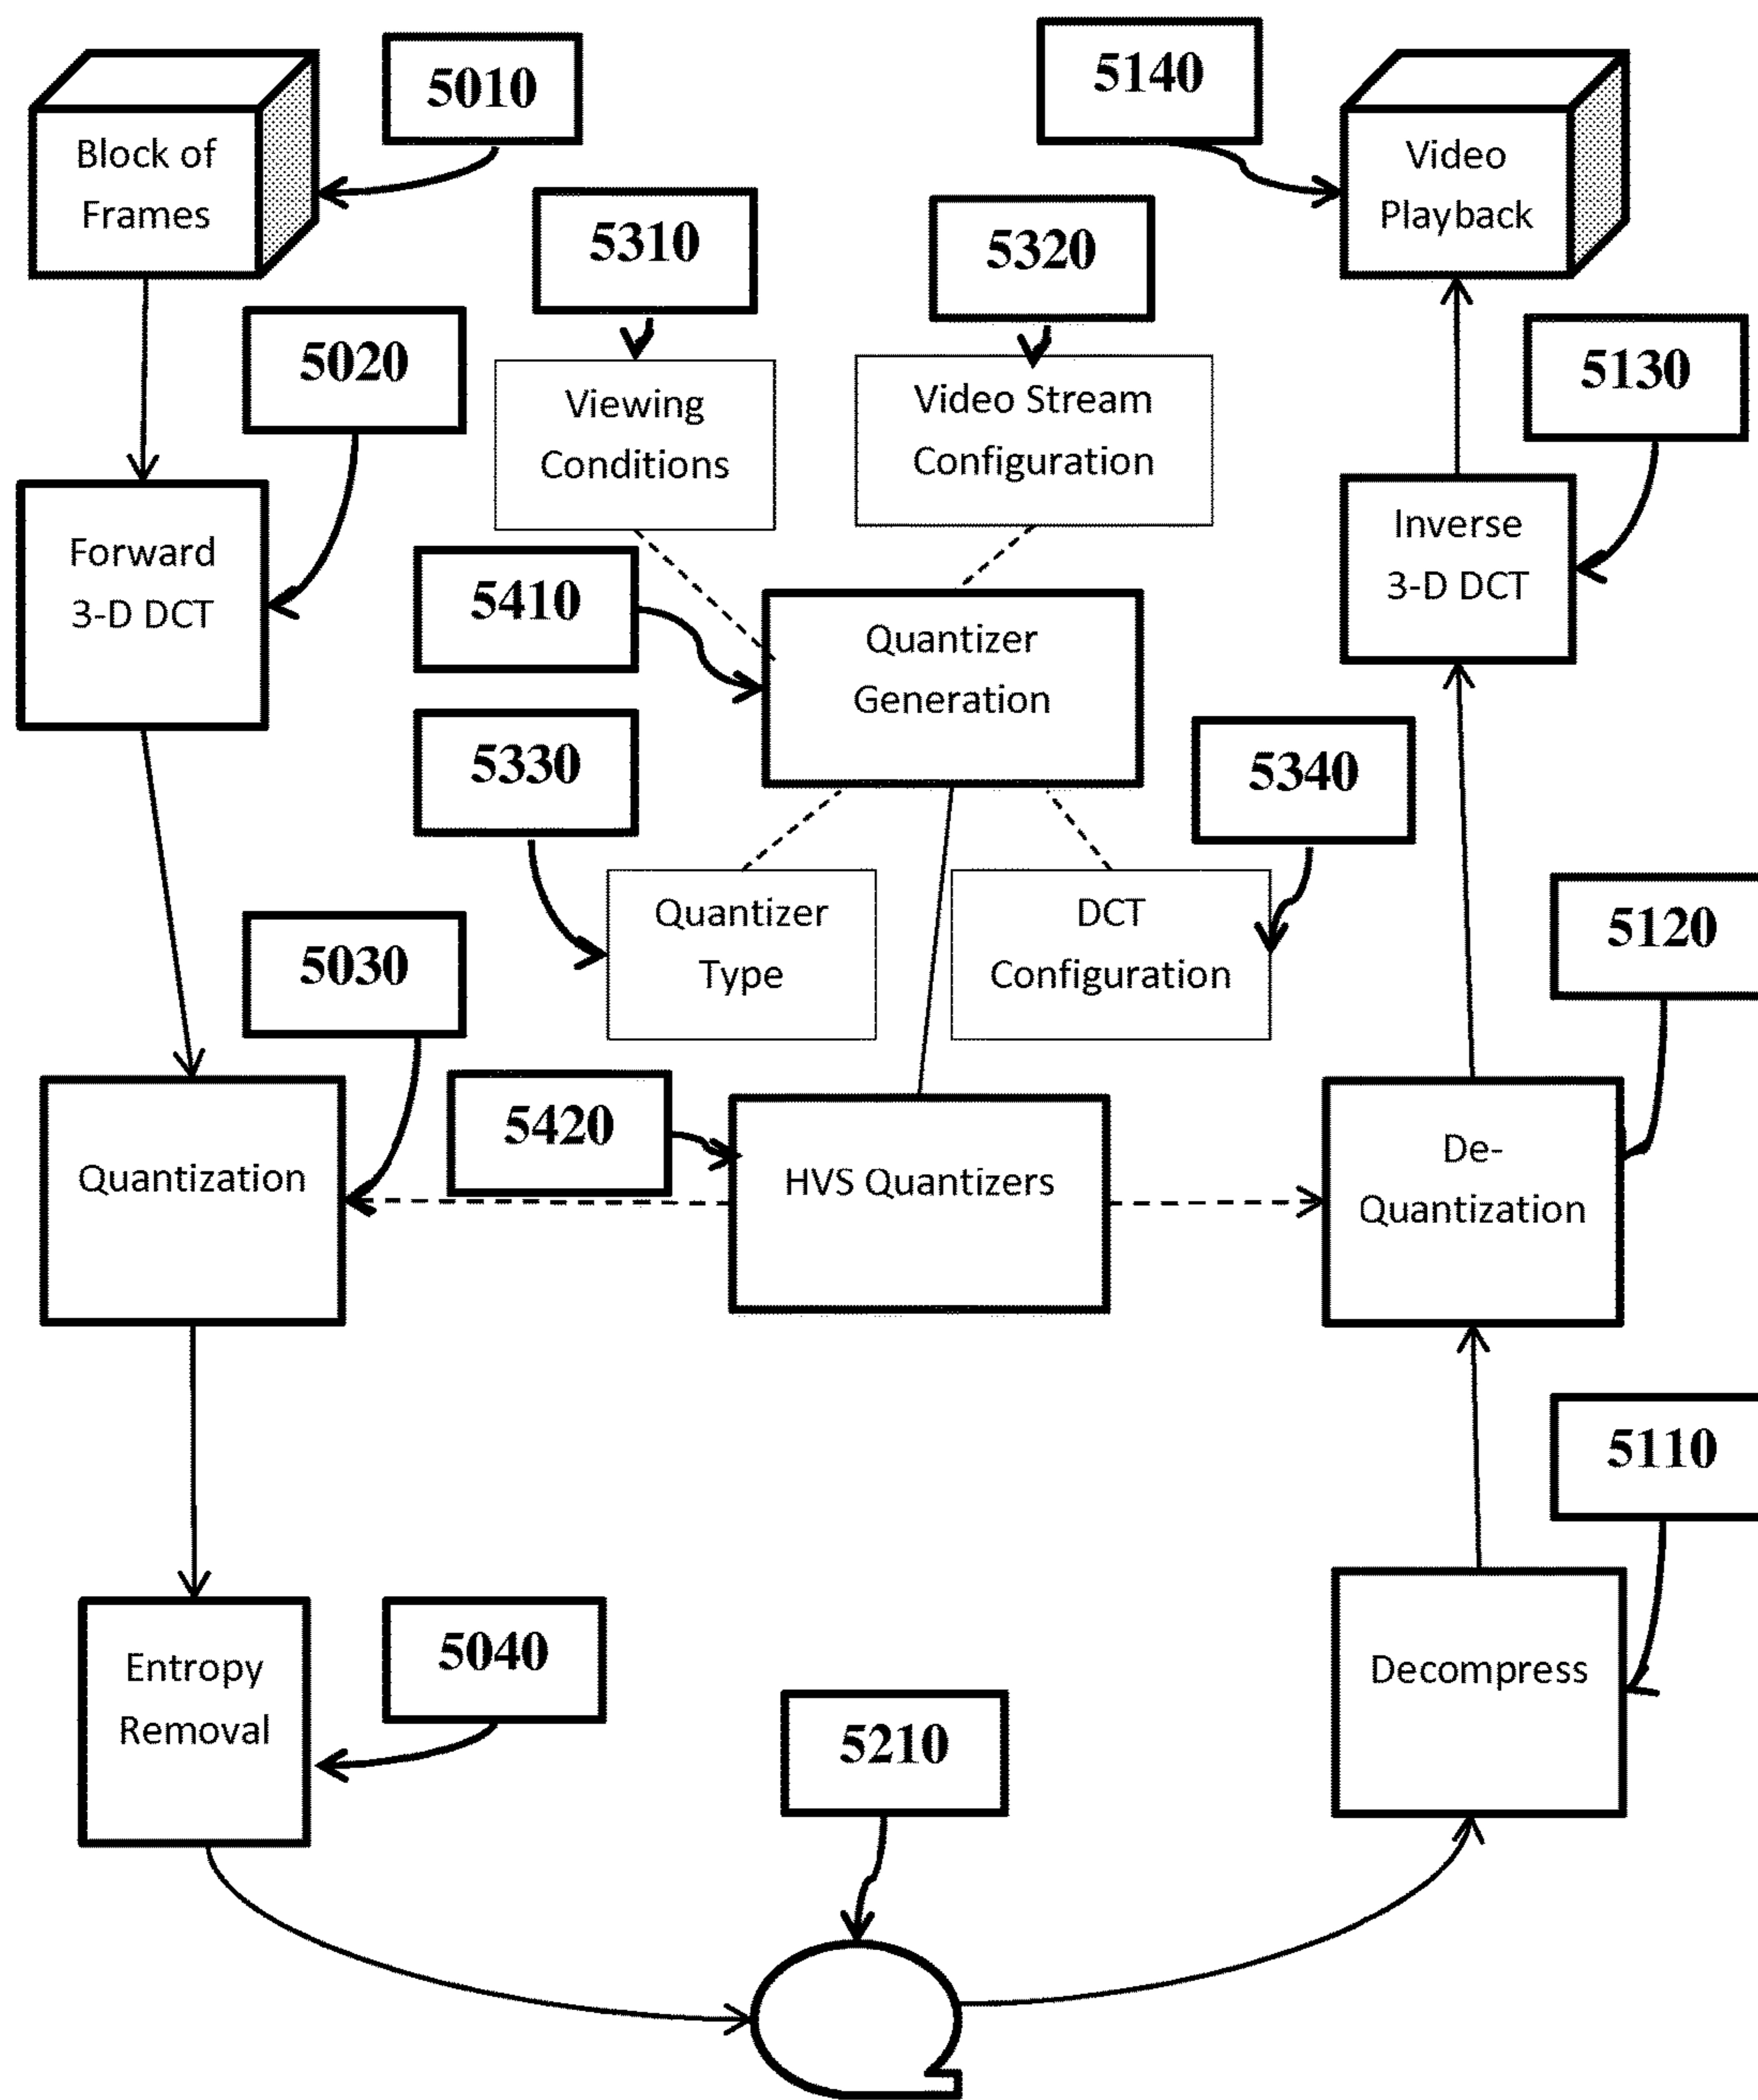 5010
5140
Block of
Frames
Video
Playback
5310
5320
5020
5130
Viewing
Conditions
Video Stream
Configuration
Forward
3-D DCT
Inverse
3-D DCT
5410
Quantizer
Generation
5330
5340
Quantizer
Type
DCT
Configuration
5030
5120
5420
Quantization
HVS Quantizers
De-
Quantization
5110
Entropy
Removal
5040
Decompress
5210